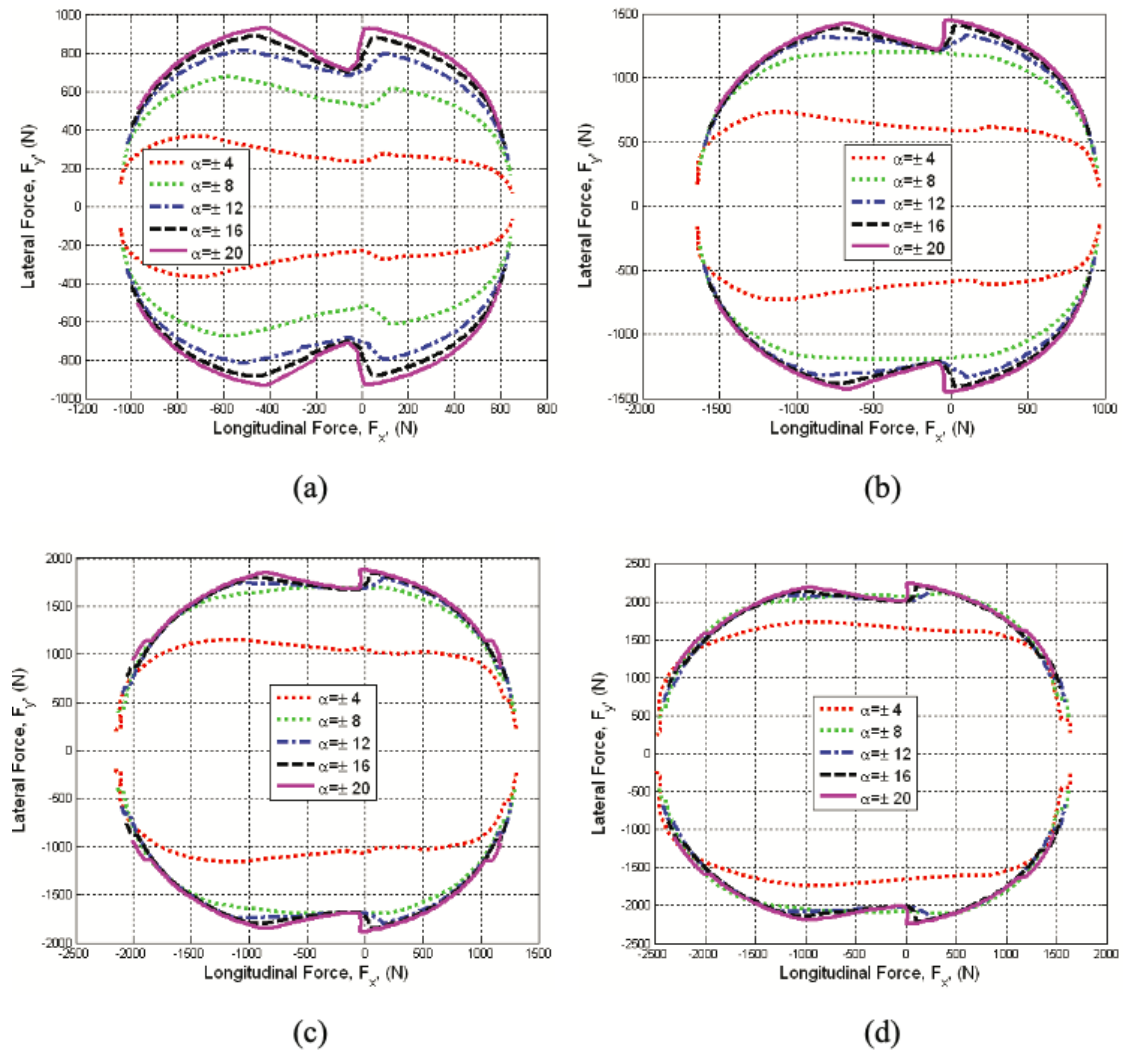 1000
800
600
400
200
0
-200
-400
-600
-800
-1000
-1200 -1000 -800 -600 -400 -200 0 200 400 600 800
Lateral Force, Fy, (N)
Longitudinal Force, Fx, (N)
α=± 4
α=± 8
α=± 12
α=± 16
α=± 20
(a)
1500
1000
500
0
-500
-1000
-1500
-2000 -1500 -1000 -500 0 500 1000
Lateral Force, Fy, (N)
Longitudinal Force, Fx, (N)
α=± 4
α=± 8
α=± 12
α=± 16
α=± 20
(b)
2000
1500
1000
500
0
-500
-1000
-1500
-2000
-2500 -2000 -1500 -1000 -500 0 500 1000 1500
Lateral Force, Fy, (N)
Longitudinal Force, Fx, (N)
α=± 4
α=± 8
α=± 12
α=± 16
α=± 20
(c)
2500
2000
1500
1000
500
0
-500
-1000
-1500
-2000
-2500
-2500 -2000 -1500 -1000 -500 0 500 1000 1500 2000
Lateral Force, Fy, (N)
Longitudinal Force, Fx, (N)
α=± 4
α=± 8
α=± 12
α=± 16
α=± 20
(d)